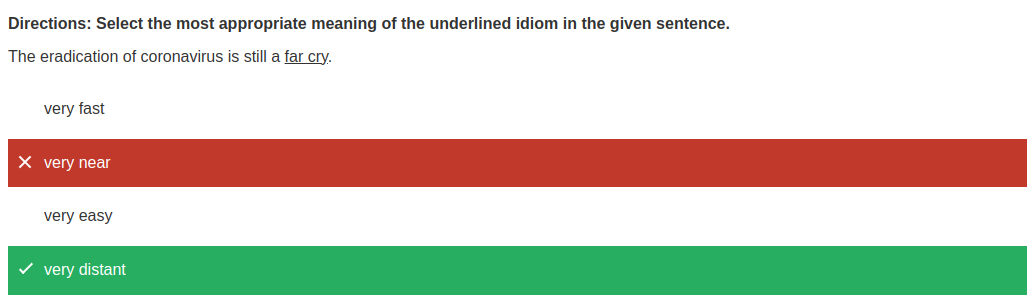 Directions: Select the most appropriate meaning of the underlined idiom in the given sentence.
The eradication of coronavirus is still a far cry.
very fast
very near
very easy
very distant